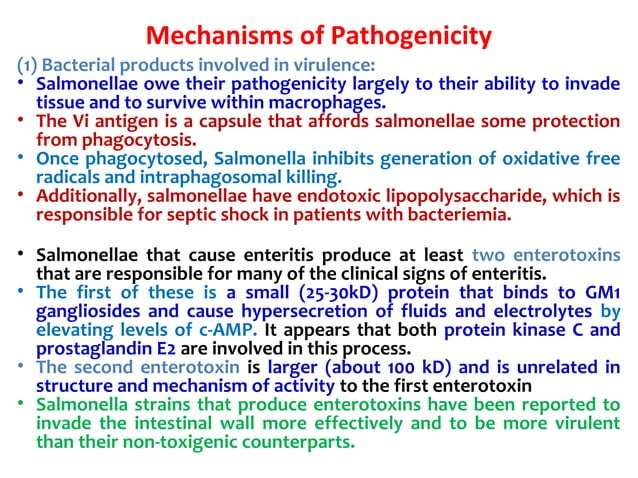 Mechanisms of Pathogenicity
(1) Bacterial products involved in virulence:
• Salmonellae owe their pathogenicity largely to their ability to invade
tissue and to survive within macrophages.
• The Vi antigen is a capsule that affords salmonellae some protection
from phagocytosis.
• Once phagocytosed, Salmonella inhibits generation of oxidative free
radicals and intraphagosomal killing.
• Additionally, salmonellae have endotoxic lipopolysaccharide, which is
responsible for septic shock in patients with bacteriemia.
• Salmonellae that cause enteritis produce at least two enterotoxins
that are responsible for many of the clinical signs of enteritis.
• The first of these is a small (25-30kD) protein that binds to GM1
gangliosides and cause hypersecretion of fluids and electrolytes by
elevating levels of c-AMP. It appears that both protein kinase C and
prostaglandin E2 are involved in this process.
• The second enterotoxin is larger (about 100 kD) and is unrelated in
structure and mechanism of activity to the first enterotoxin
• Salmonella strains that produce enterotoxins have been reported to
invade the intestinal wall more effectively and to be more virulent
than their non-toxigenic counterparts.